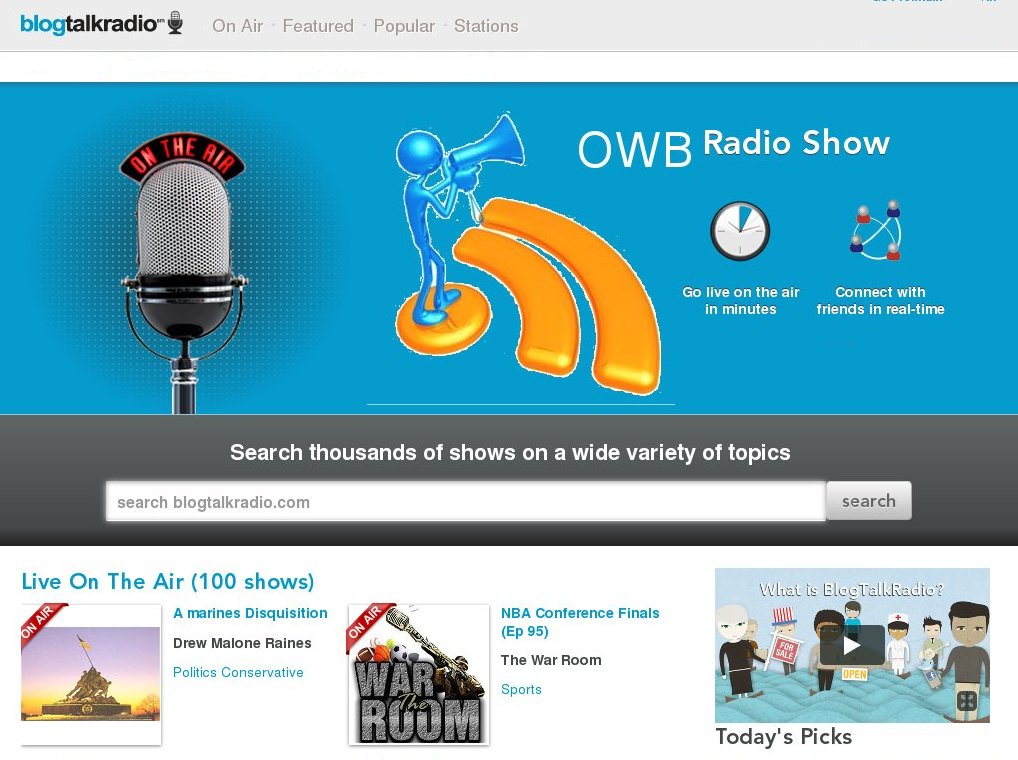 blogtalkradio
On Air · Featured · Popular · Stations
ON THE AIR
OWB Radio Show
Go live on the air
in minutes
Connect with
friends in real-time
Search thousands of shows on a wide variety of topics
search blogtalkradio.com
search
Live On The Air (100 shows)
ON AIR
A marines Disquisition
Drew Malone Raines
Politics Conservative
ON AIR
WAR
The
ROOM
NBA Conference Finals
(Ep 95)
The War Room
Sports
What is BlogTalkRadio?
FOR
SALE
OPEN
Today's Picks